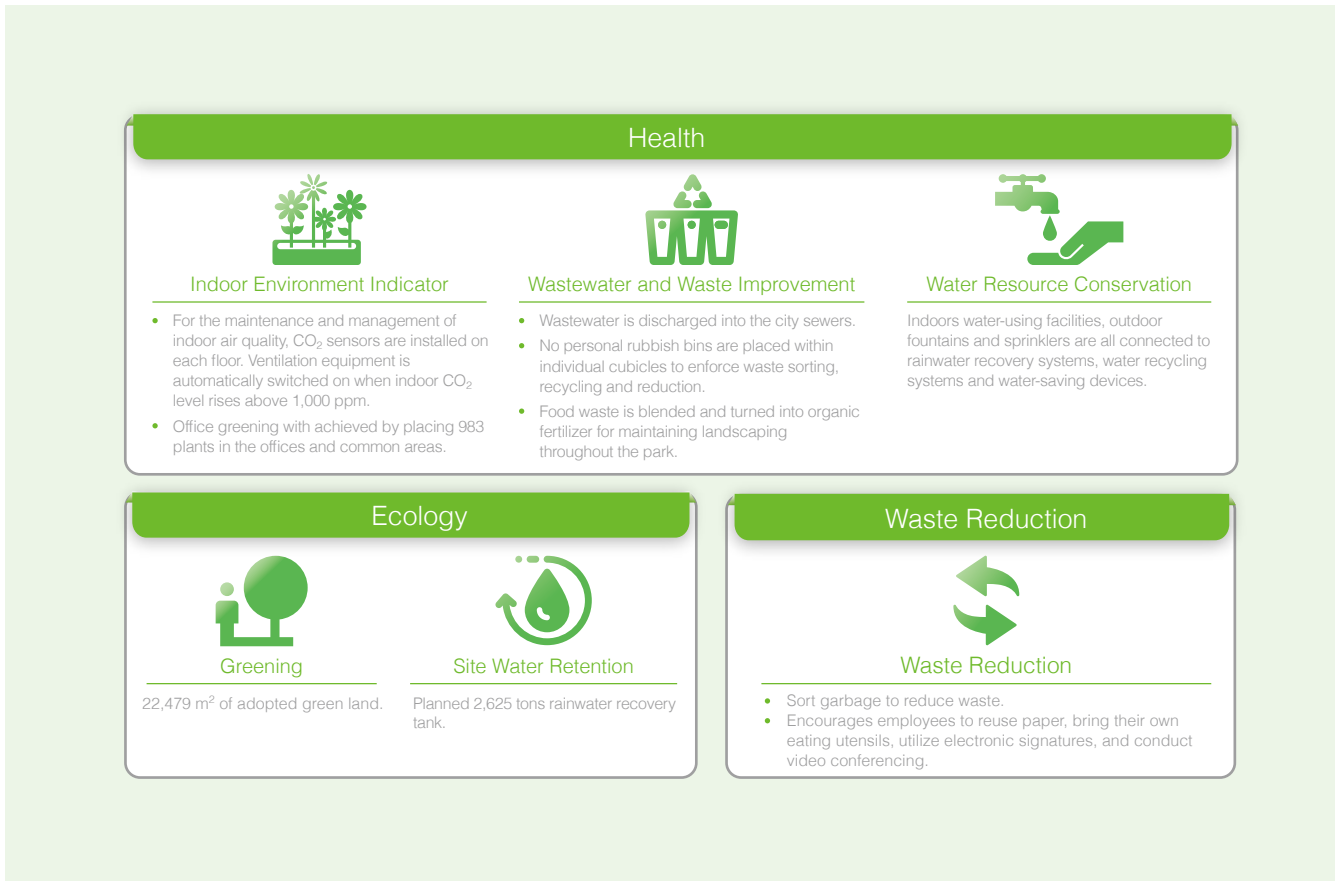 Health
Indoor Environment Indicator
• For the maintenance and management of
indoor air quality, CO₂ sensors are installed on
each floor. Ventilation equipment is
automatically switched on when indoor CO₂
level rises above 1,000 ppm.
• Office greening with achieved by placing 983
plants in the offices and common areas.
Wastewater and Waste Improvement
• Wastewater is discharged into the city sewers.
• No personal rubbish bins are placed within
individual cubicles to enforce waste sorting,
recycling and reduction.
• Food waste is blended and turned into organic
fertilizer for maintaining landscaping
throughout the park.
Water Resource Conservation
Indoors water-using facilities, outdoor
fountains and sprinklers are all connected to
rainwater recovery systems, water recycling
systems and water-saving devices.
Ecology
Greening
22,479 m² of adopted green land.
Site Water Retention
Planned 2,625 tons rainwater recovery
tank.
Waste Reduction
Waste Reduction
• Sort garbage to reduce waste.
• Encourages employees to reuse paper, bring their own
eating utensils, utilize electronic signatures, and conduct
video conferencing.